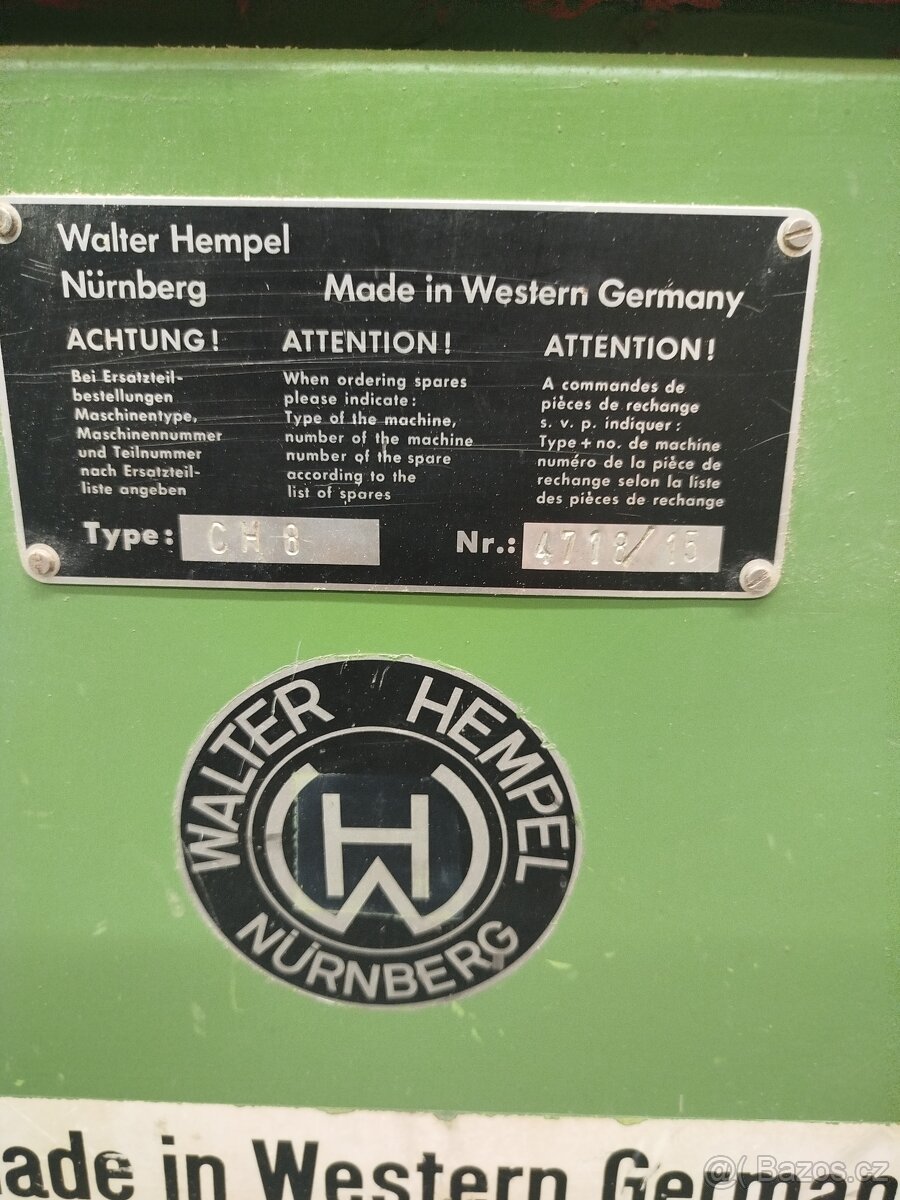 Walter Hempel
Nürnberg
Made in Western Germany
ACHTUNG!
Bei Ersatzteil-
bestellungen
Maschinentype,
Maschinennummer
und Teilnummer
nach Ersatzteil-
liste angeben
ATTENTION!
When ordering spares
please indicate:
Type of the machine,
number of the machine
number of the spare
according to the
list of spares
ATTENTION!
A commandes de
pièces de rechange
s. v. p. indiquer:
Type + no. de machine
numéro de la pièce de
rechange selon la liste
des pièces de rechange
Type: CH 8
Nr.: 4718/15
WALTER HEMPEL
HW
NÜRNBERG
ade in Western German
Bazos.cz